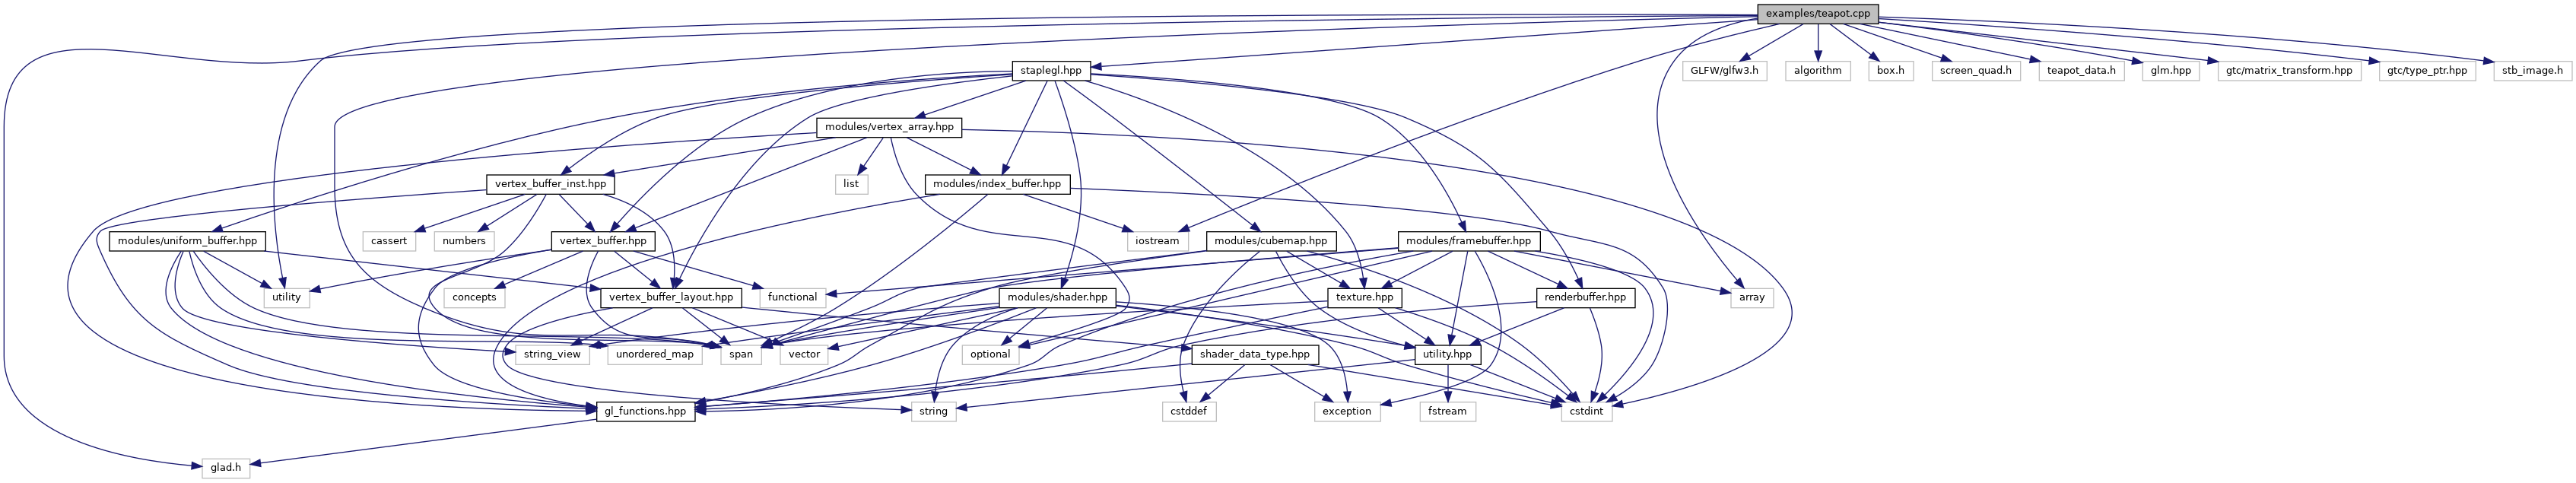 examples/teapot.cpp
staplegl.hpp
GLFW/glfw3.h
algorithm
box.h
screen_quad.h
teapot_data.h
glm.hpp
gtc/matrix_transform.hpp
gtc/type_ptr.hpp
stb_image.h
modules/vertex_array.hpp
vertex_buffer_inst.hpp
list
modules/index_buffer.hpp
modules/uniform_buffer.hpp
cassert
numbers
vertex_buffer.hpp
iostream
modules/cubemap.hpp
modules/framebuffer.hpp
utility
concepts
vertex_buffer_layout.hpp
functional
modules/shader.hpp
texture.hpp
renderbuffer.hpp
array
string_view
unordered_map
span
vector
optional
shader_data_type.hpp
utility.hpp
gl_functions.hpp
string
cstddef
exception
fstream
cstdint
glad.h